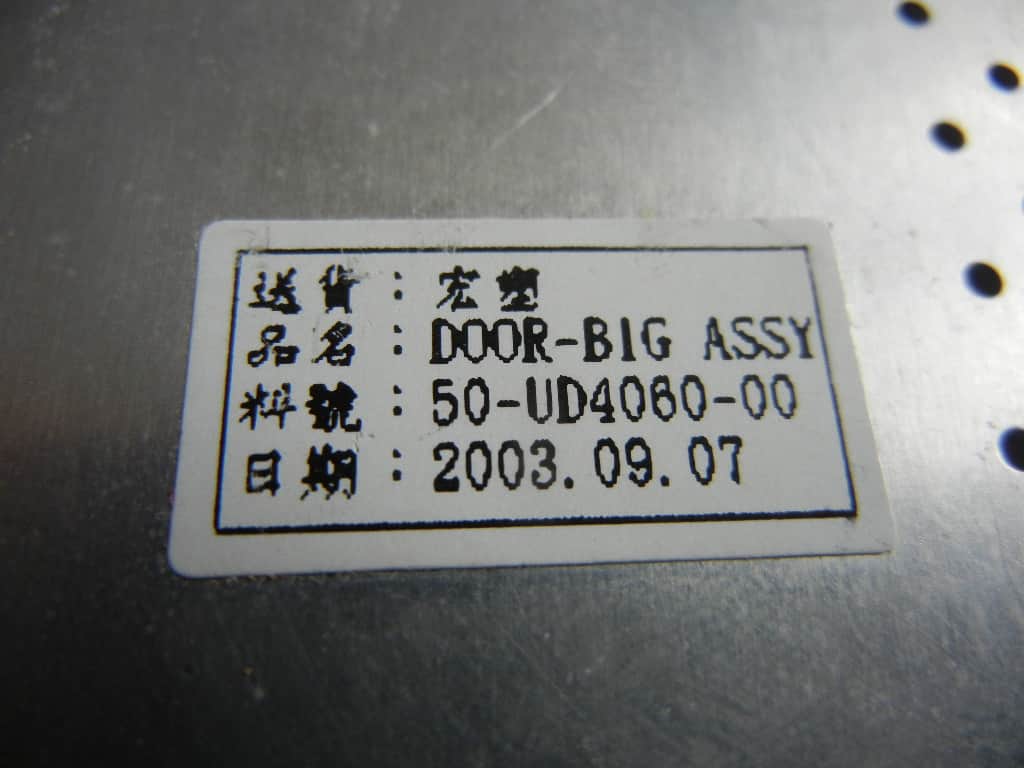 送貨：宏塑
品名：DOOR-BIG ASSY
料號：50-UD4060-00
日期：2003.09.07